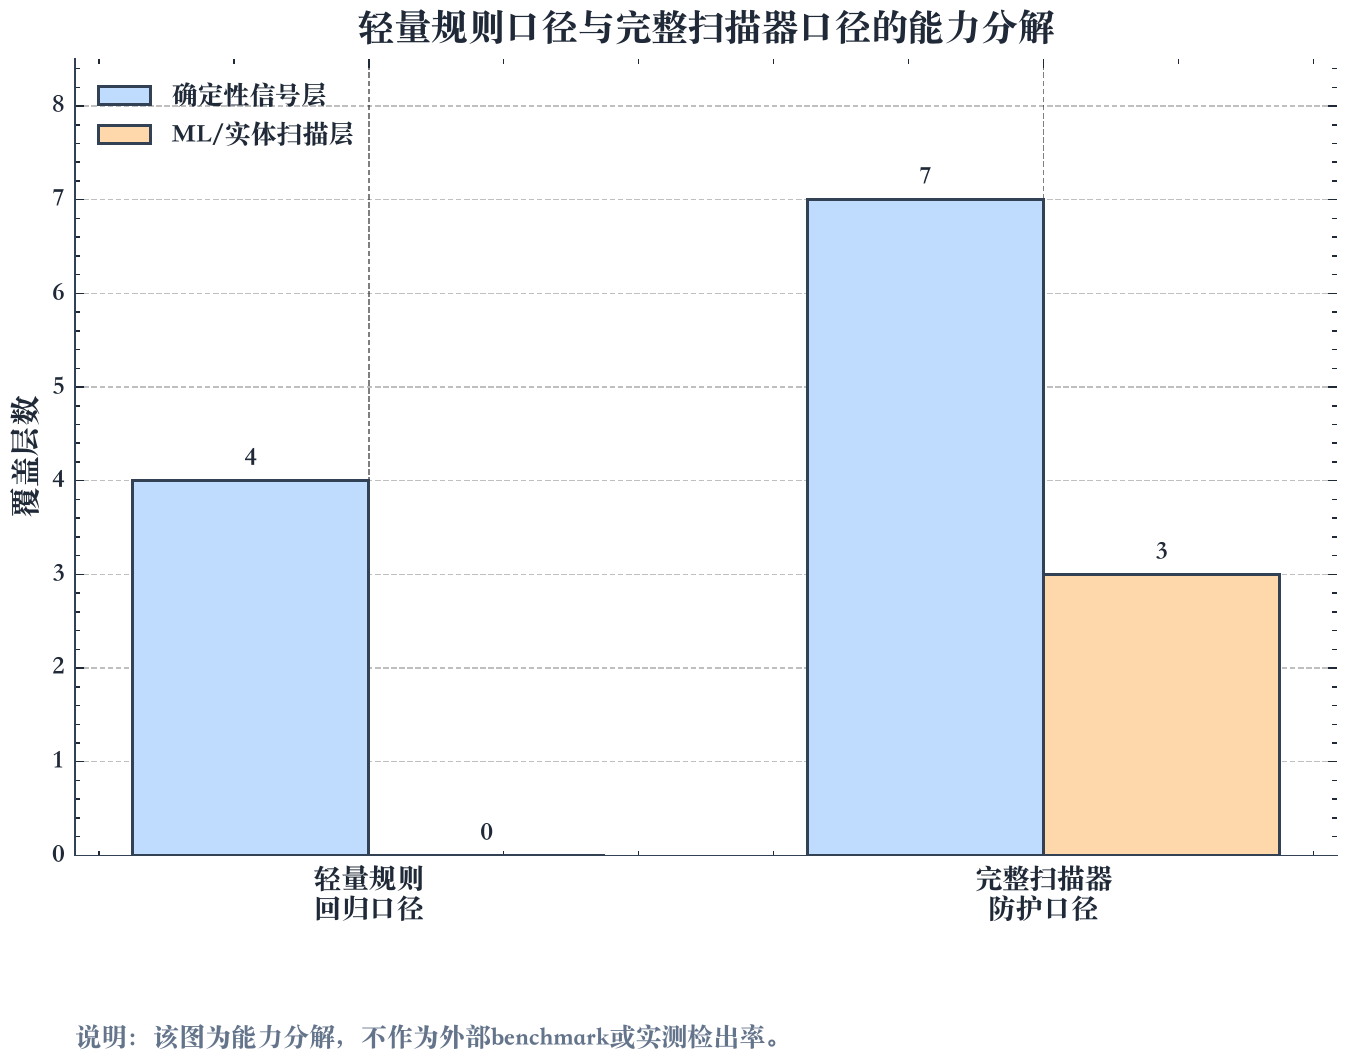 轻量规则口径与完整扫描器口径的能力分解
确定性信号层
ML/实体扫描层
覆盖层数
8
7
6
5
4
3
2
1
0
4
0
7
3
轻量规则
回归口径
完整扫描器
防护口径
说明：该图为能力分解，不作为外部benchmark或实测检出率。